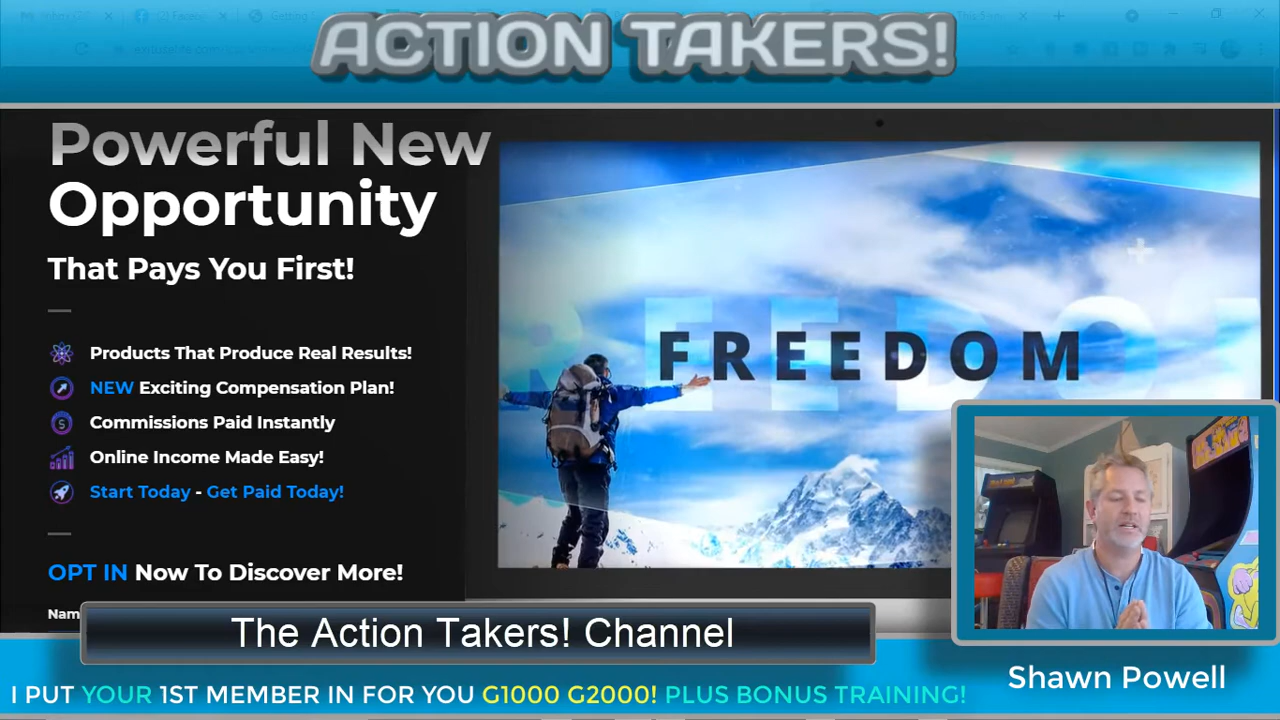 ACTION TAKERS!
Powerful New
Opportunity
That Pays You First!
Products That Produce Real Results!
NEW Exciting Compensation Plan!
Commissions Paid Instantly
Online Income Made Easy!
Start Today - Get Paid Today!
OPT IN Now To Discover More!
Nam
FREEDOM
The Action Takers! Channel
Shawn Powell
I PUT YOUR 1ST MEMBER IN FOR YOU G1000 G2000! PLUS BONUS TRAINING!